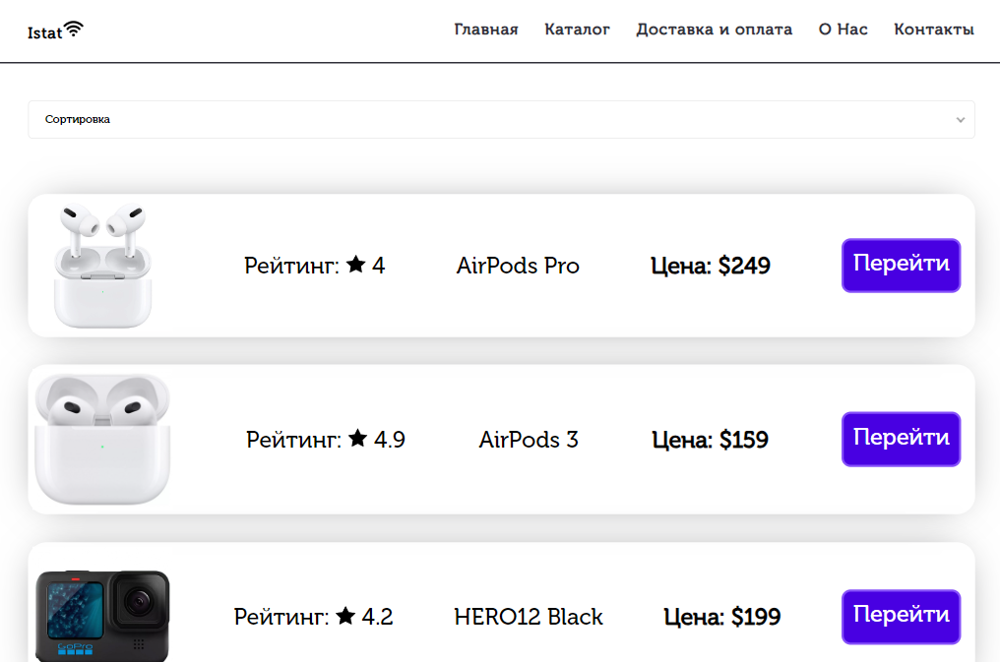 Istat
Главная Каталог Доставка и оплата О Нас Контакты
Сортировка
Рейтинг: ★ 4 AirPods Pro Цена: $249 Перейти
Рейтинг: ★ 4.9 AirPods 3 Цена: $159 Перейти
Рейтинг: ★ 4.2 HERO12 Black Цена: $199 Перейти
GoPro